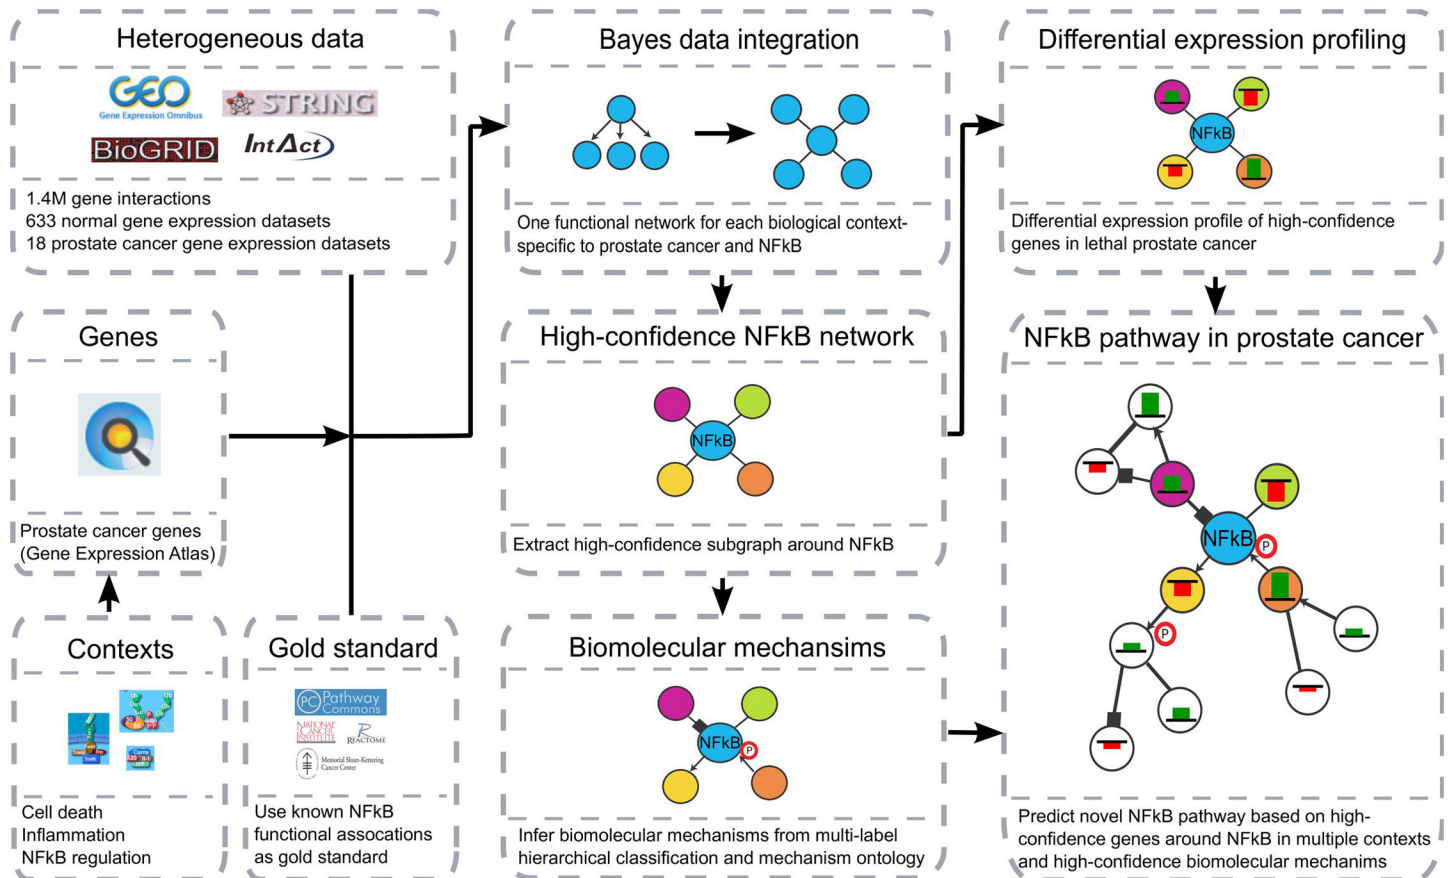 Heterogeneous data
GEO
Gene Expression Omnibus
STRING
BioGRID
IntAct
1.4M gene interactions
633 normal gene expression datasets
18 prostate cancer gene expression datasets
Genes
Prostate cancer genes
(Gene Expression Atlas)
Contexts
Cell death
Inflammation
NFkB regulation
Gold standard
PC Pathway
Commons
NATIONAL
CANCER
INSTITUTE
REACTOME
Memorial Sloan-Kettering
Cancer Center
Use known NFkB
functional assocations
as gold standard
Bayes data integration
One functional network for each biological context-
specific to prostate cancer and NFkB
High-confidence NFkB network
NFkB
Extract high-confidence subgraph around NFkB
Biomolecular mechansims
NFkB
P
Infer biomolecular mechanisms from multi-label
hierarchical classification and mechanism ontology
Differential expression profiling
NFkB
Differential expression profile of high-confidence
genes in lethal prostate cancer
NFkB pathway in prostate cancer
NFkB
P
P
Predict novel NFkB pathway based on high-
confidence genes around NFkB in multiple contexts
and high-confidence biomolecular mechanims